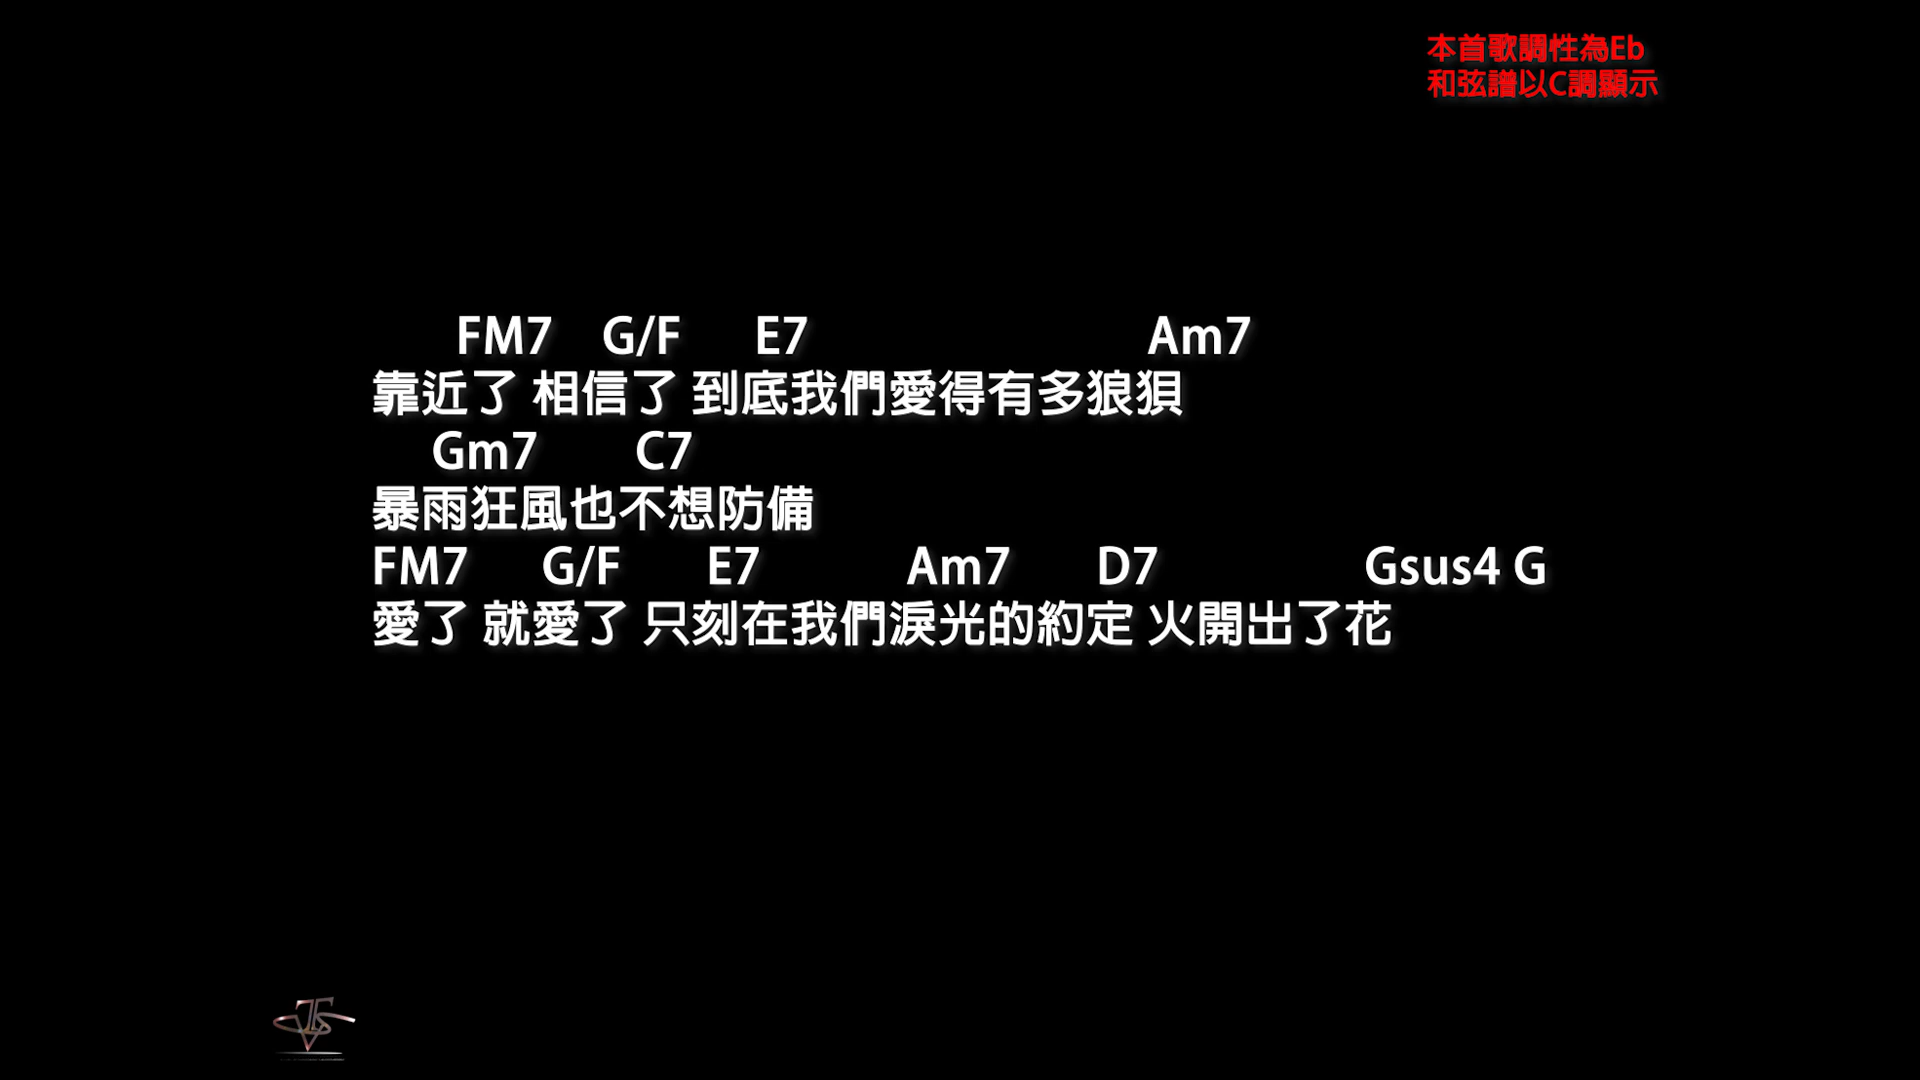 本首歌調性為Eb
和弦譜以C調顯示
FM7 G/F E7 Am7
靠近了 相信了 到底我們愛得有多狼狽
Gm7 C7
暴雨狂風也不想防備
FM7 G/F E7 Am7 D7 Gsus4 G
愛了 就愛了 只刻在我們淚光的約定 火開出了花